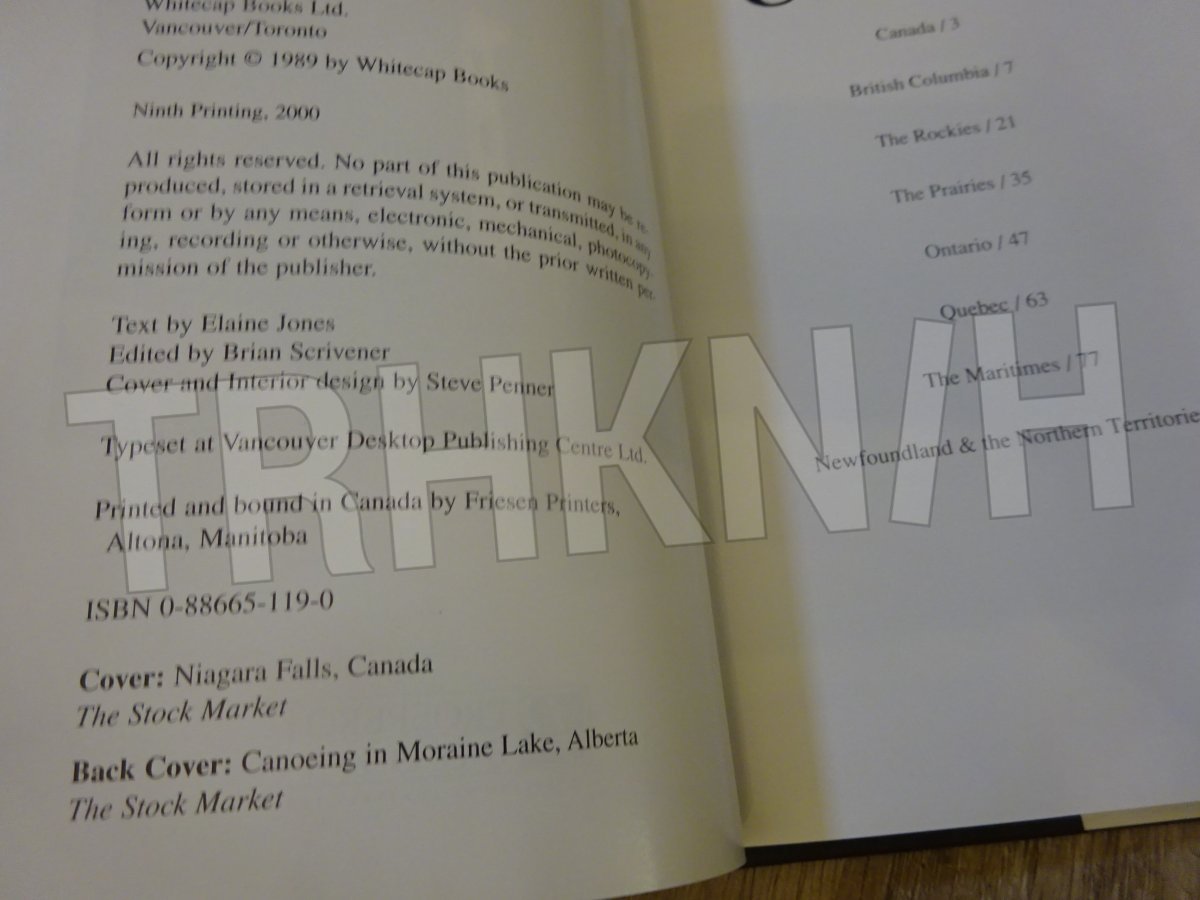 Whitecap Books Ltd.
Vancouver/Toronto
Copyright © 1989 by Whitecap Books
Ninth Printing, 2000
All rights reserved. No part of this publication may be re-
produced, stored in a retrieval system, or transmitted, in any
form or by any means, electronic, mechanical, photocopy-
ing, recording or otherwise, without the prior written per-
mission of the publisher.
Text by Elaine Jones
Edited by Brian Scrivener
Cover and Interior design by Steve Penner
Typeset at Vancouver Desktop Publishing Centre Ltd.
Printed and bound in Canada by Friesen Printers,
Altona, Manitoba
ISBN 0-88665-119-0
Cover: Niagara Falls, Canada
The Stock Market
Back Cover: Canoeing in Moraine Lake, Alberta
The Stock Market
Canada / 3
British Columbia / 7
The Rockies / 21
The Prairies / 35
Ontario / 47
Quebec / 63
The Maritimes / 77
Newfoundland & the Northern Territorie
TRHKN/H